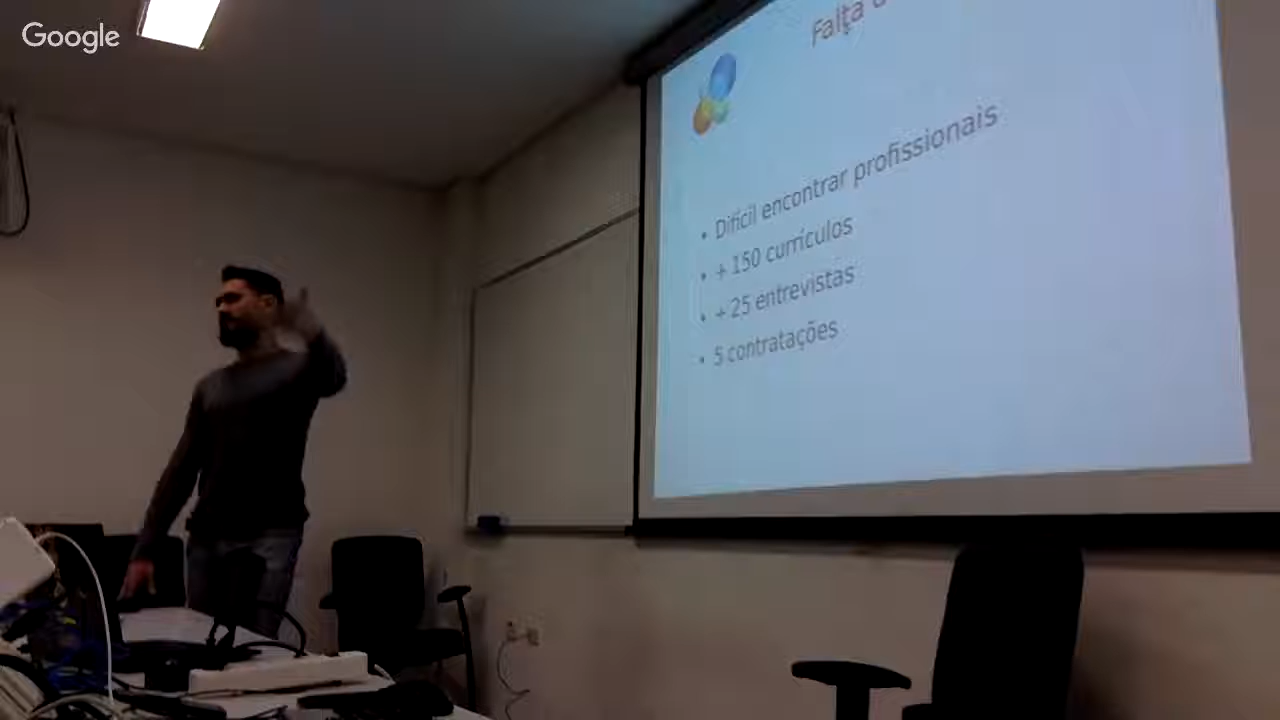 Google
Falta
• Difícil encontrar profissionais
• + 150 currículos
• + 25 entrevistas
• 5 contratações